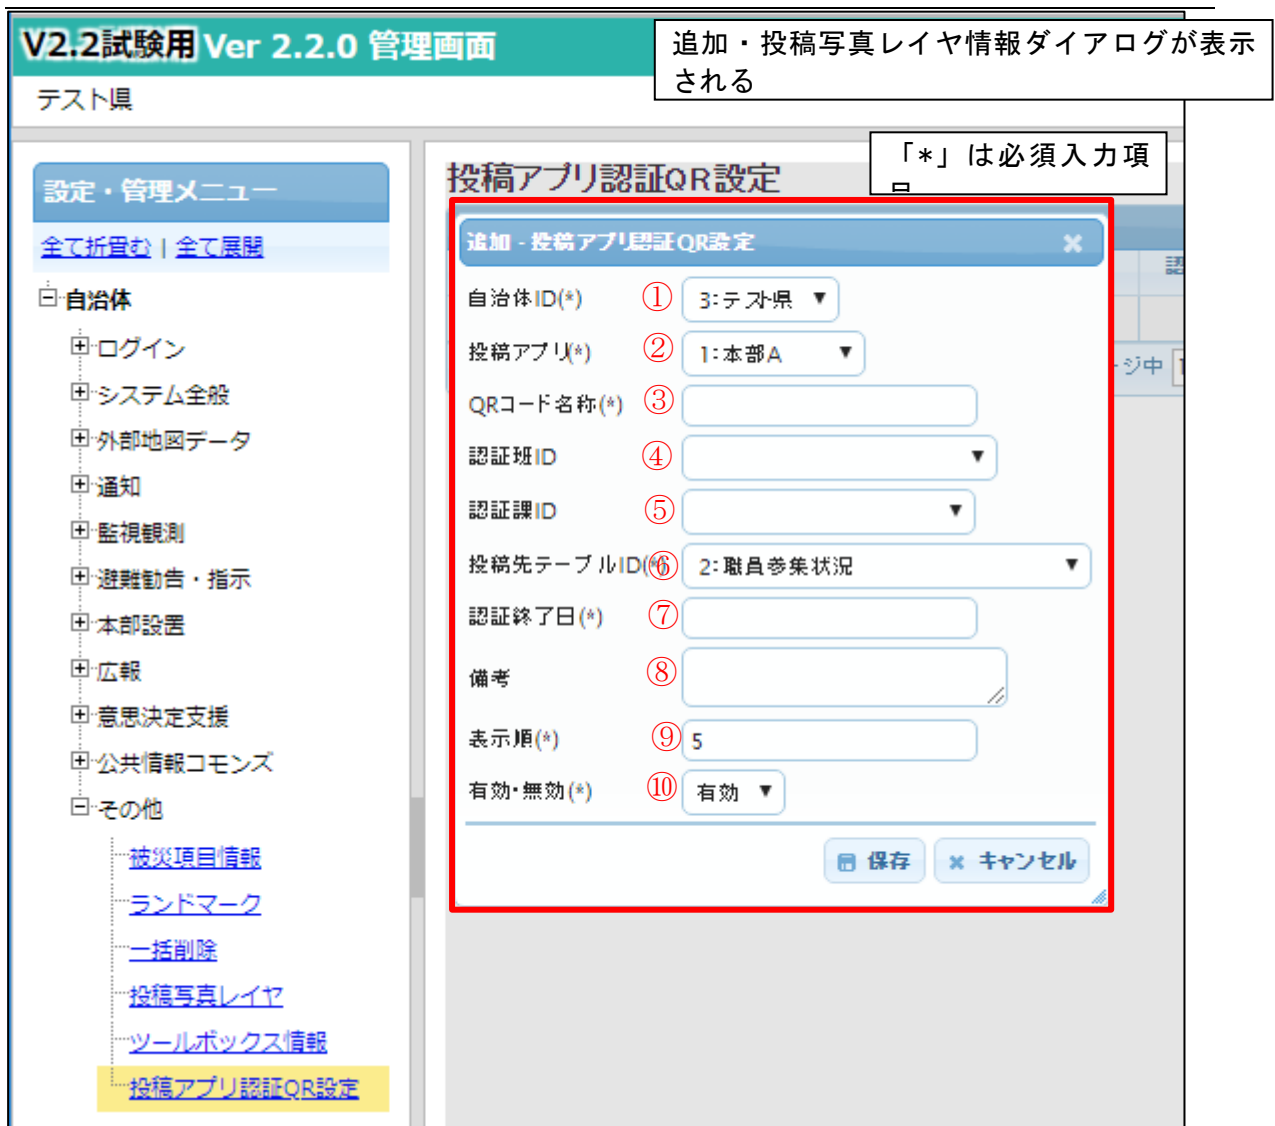 V2.2試験用 Ver 2.2.0 管理画面
追加・投稿写真レイヤ情報ダイアログが表示
される
テスト県
「*」は必須入力項
設定・管理メニュー
全て折畳む | 全て展開
自治体
ログイン
システム全般
外部地図データ
通知
監視観測
避難勧告・指示
本部設置
広報
意思決定支援
公共情報コモンズ
その他
被災項目情報
ランドマーク
一括削除
投稿写真レイヤ
ツールボックス情報
投稿アプリ認証QR設定
投稿アプリ認証QR設定
追加 - 投稿アプリ認証QR設定
自治体ID(*) ① 3:テスト県
投稿アプリ(*) ② 1:本部A
QRコード名称(*) ③
認証班ID ④
認証課ID ⑤
投稿先テーブルID(*) ⑥ 2:職員参集状況
認証終了日(*) ⑦
備考 ⑧
表示順(*) ⑨ 5
有効・無効(*) ⑩ 有効
保存 キャンセル
ージ中